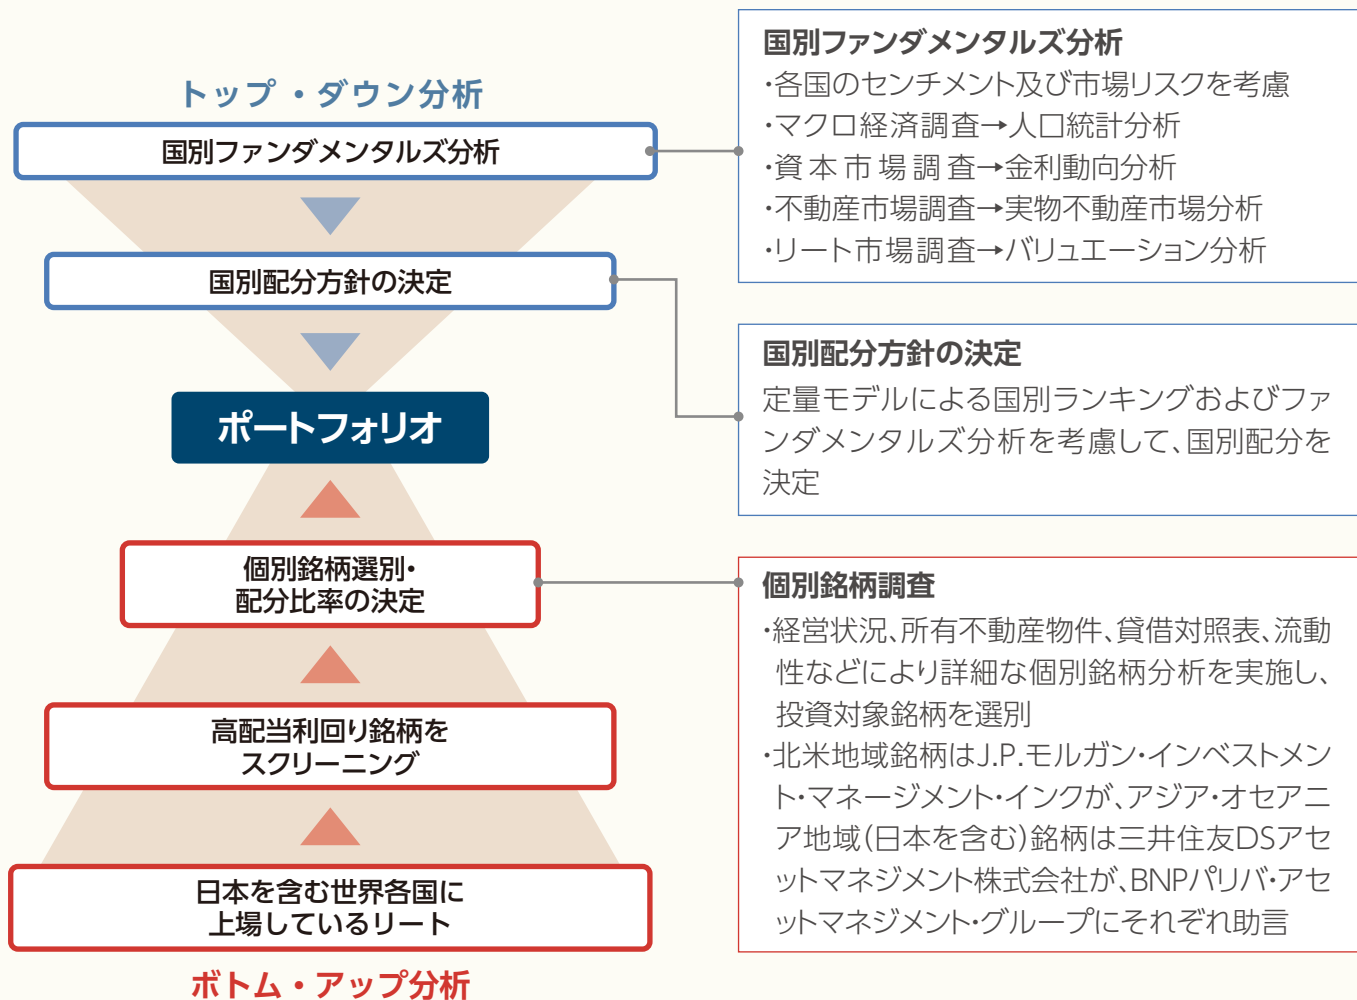 トップ・ダウン分析
国別ファンダメンタルズ分析
国別配分方針の決定
ポートフォリオ
個別銘柄選別・
配分比率の決定
高配当利回り銘柄を
スクリーニング
日本を含む世界各国に
上場しているリート
ボトム・アップ分析
国別ファンダメンタルズ分析
・各国のセンチメント及び市場リスクを考慮
・マクロ経済調査→人口統計分析
・資本市場調査→金利動向分析
・不動産市場調査→実物不動産市場分析
・リート市場調査→バリュエーション分析
国別配分方針の決定
定量モデルによる国別ランキングおよびファ
ンダメンタルズ分析を考慮して、国別配分を
決定
個別銘柄調査
・経営状況、所有不動産物件、貸借対照表、流動
性などにより詳細な個別銘柄分析を実施し、
投資対象銘柄を選別
・北米地域銘柄はJ.P.モルガン・インベストメン
ト・マネージメント・インクが、アジア・オセアニ
ア地域(日本を含む)銘柄は三井住友DSアセ
ットマネジメント株式会社が、BNPパリバ・アセ
ットマネジメント・グループにそれぞれ助言